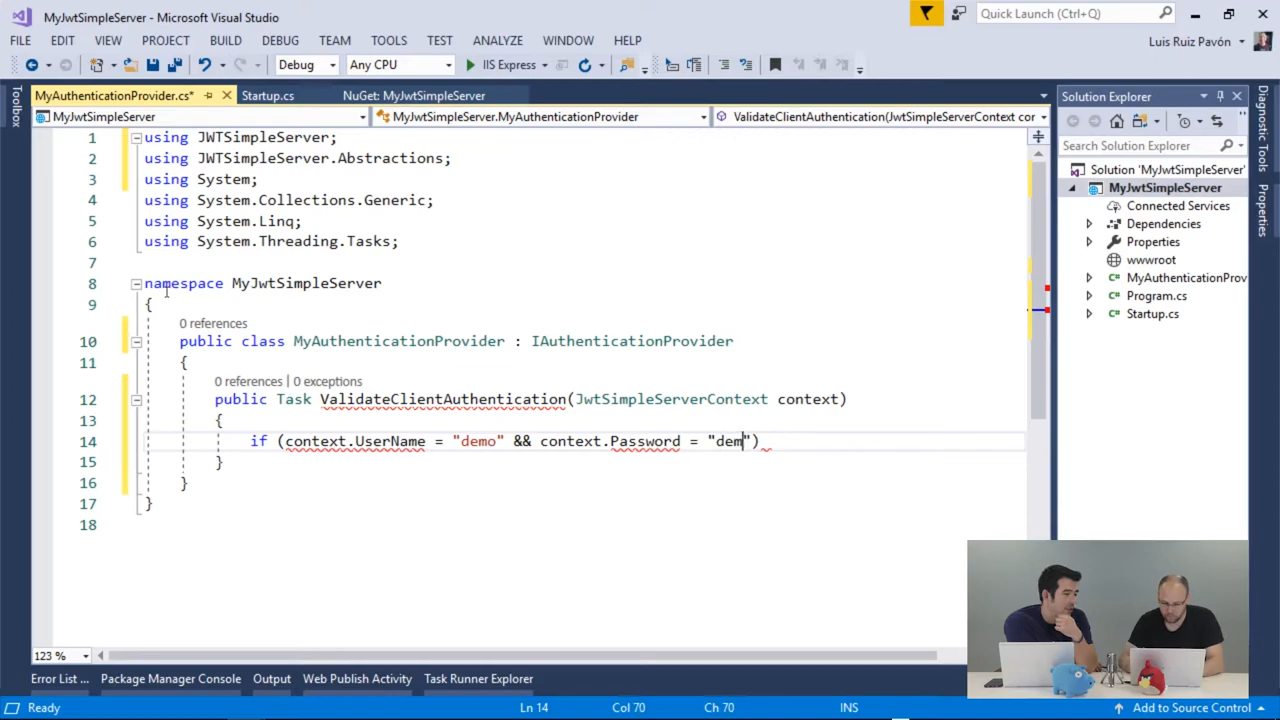 MyJwtSimpleServer - Microsoft Visual Studio
Quick Launch (Ctrl+Q)
FILE EDIT VIEW PROJECT BUILD DEBUG TEAM TOOLS TEST ANALYZE WINDOW HELP
Luis Ruiz Pavón
Debug Any CPU IIS Express
Toolbox
MyAuthenticationProvider.cs* Startup.cs NuGet: MyJwtSimpleServer
MyJwtSimpleServer MyJwtSimpleServer.MyAuthenticationProvider ValidateClientAuthentication(JwtSimpleServerContext cor
1 using JWTSimpleServer;
2 using JWTSimpleServer.Abstractions;
3 using System;
4 using System.Collections.Generic;
5 using System.Linq;
6 using System.Threading.Tasks;
7
8 namespace MyJwtSimpleServer
9 {
0 references
10 public class MyAuthenticationProvider : IAuthenticationProvider
11 {
0 references | 0 exceptions
12 public Task ValidateClientAuthentication(JwtSimpleServerContext context)
13 {
14 if (context.UserName = "demo" && context.Password = "dem")
15 }
16 }
17 }
18
123 %
Solution Explorer
Search Solution Explorer
Solution 'MyJwtSimpleServer'
MyJwtSimpleServer
Connected Services
Dependencies
Properties
wwwroot
MyAuthenticationProv
Program.cs
Startup.cs
Diagnostic Tools
Properties
Error List ... Package Manager Console Output Web Publish Activity Task Runner Explorer
Ready Ln 14 Col 70 Ch 70 INS Add to Source Control